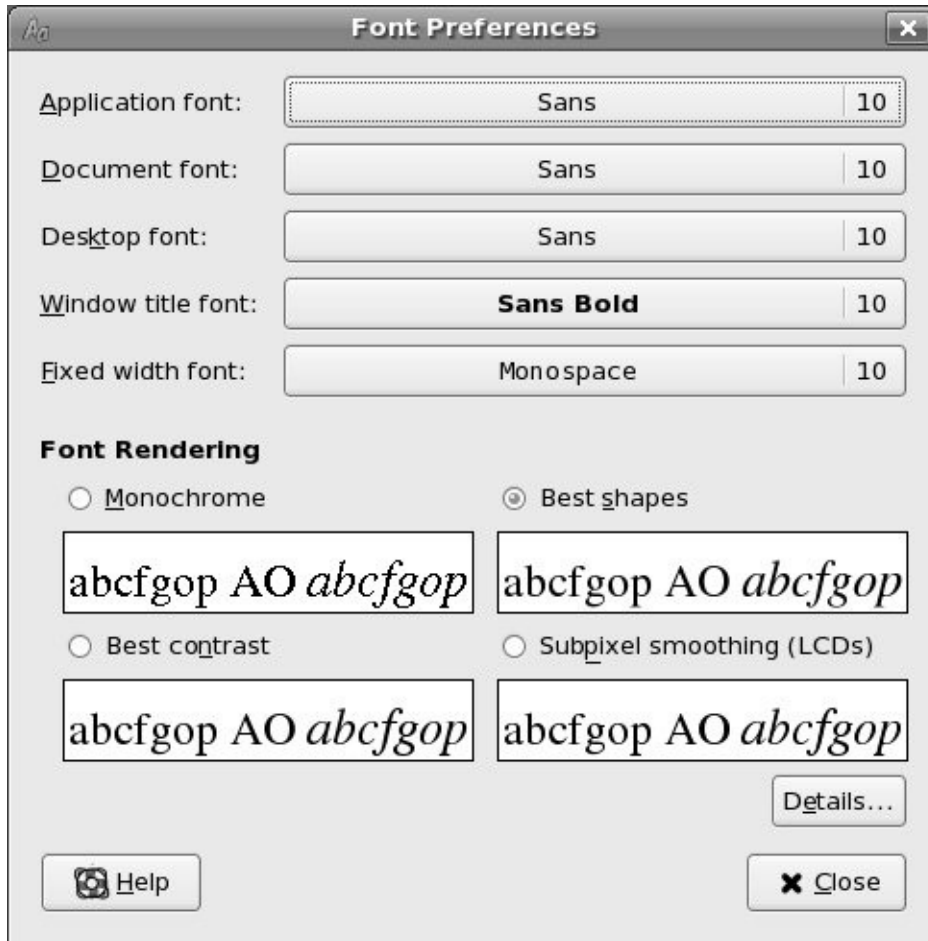 Font Preferences
Application font: Sans 10
Document font: Sans 10
Desktop font: Sans 10
Window title font: Sans Bold 10
Fixed width font: Monospace 10
Font Rendering
Monochrome Best shapes
abcfgop AO abcfgop abcfgop AO abcfgop
Best contrast Subpixel smoothing (LCDs)
abcfgop AO abcfgop abcfgop AO abcfgop
Details...
Help Close